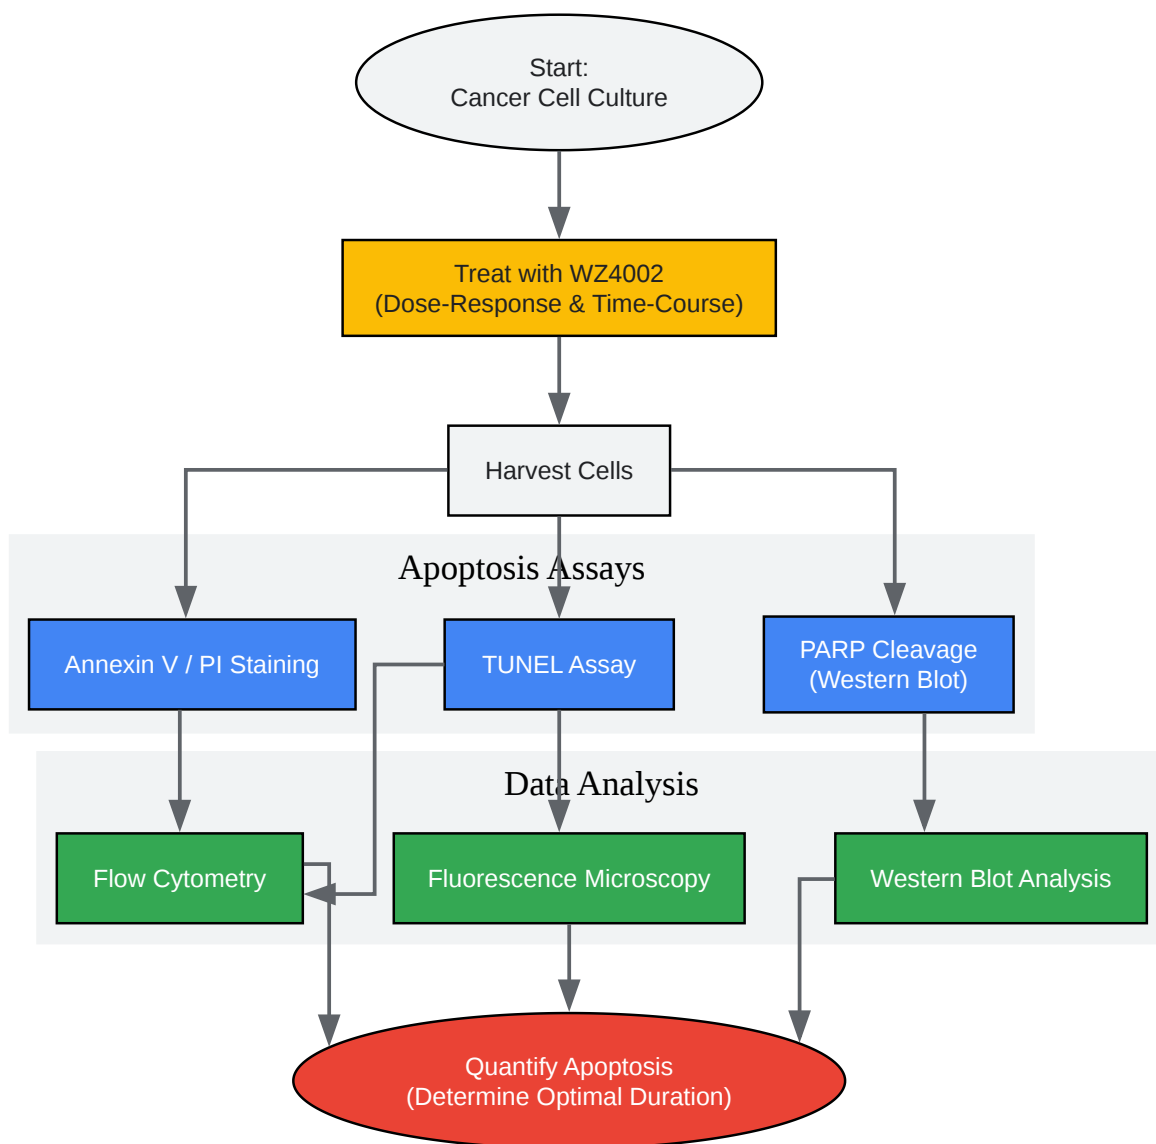 Start:
Cancer Cell Culture
Treat with WZ4002
(Dose-Response & Time-Course)
Harvest Cells
Apoptosis Assays
Annexin V / PI Staining
TUNEL Assay
PARP Cleavage
(Western Blot)
Data Analysis
Flow Cytometry
Fluorescence Microscopy
Western Blot Analysis
Quantify Apoptosis
(Determine Optimal Duration)